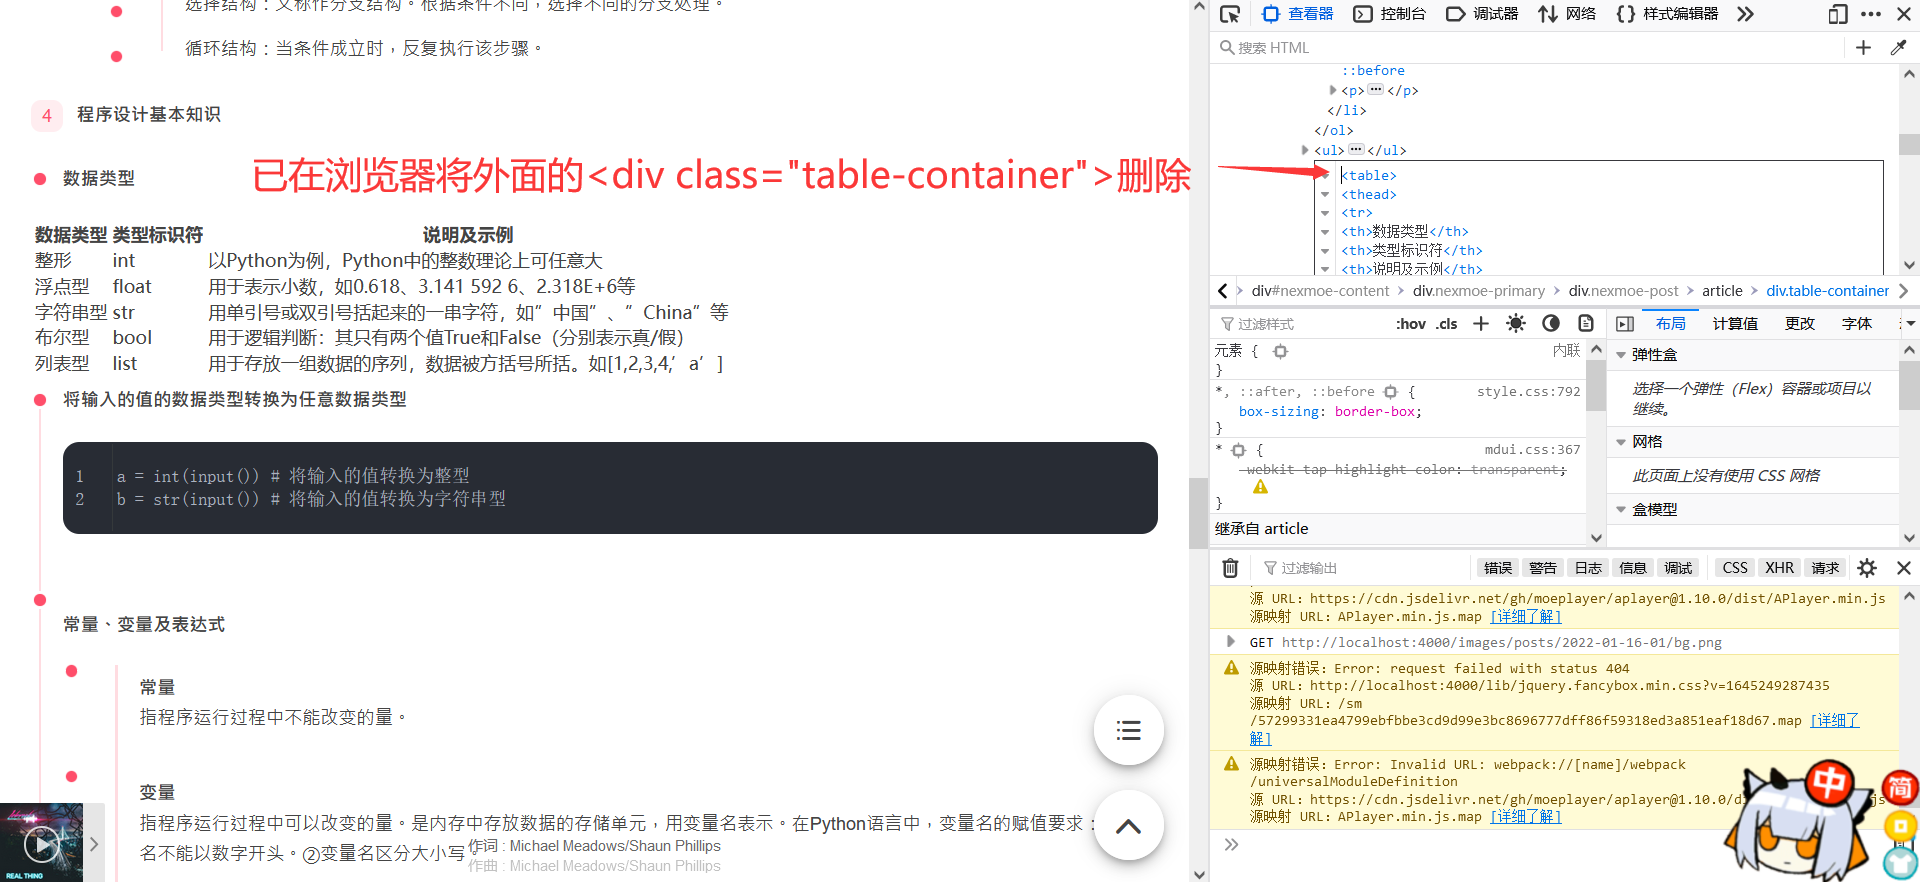 选择结构：又称作分支结构。根据条件不同，选择不同的分支处理。
循环结构：当条件成立时，反复执行该步骤。
4 程序设计基本知识
数据类型
已在浏览器将外面的<div class="table-container">删除
数据类型 类型标识符 说明及示例
整形 int 以Python为例，Python中的整数理论上可任意大
浮点型 float 用于表示小数，如0.618、3.141 592 6、2.318E+6等
字符串型 str 用单引号或双引号括起来的一串字符，如”中国”、“China”等
布尔型 bool 用于逻辑判断：其只有两个值True和False（分别表示真/假）
列表型 list 用于存放一组数据的序列，数据被方括号所括。如[1,2,3,4,’a’]
将输入的值的数据类型转换为任意数据类型
1 a = int(input()) # 将输入的值转换为整型
2 b = str(input()) # 将输入的值转换为字符串型
常量、变量及表达式
常量
指程序运行过程中不能改变的量。
变量
指程序运行过程中可以改变的量。是内存中存放数据的存储单元，用变量名表示。在Python语言中，变量名的赋值要求：
名不能以数字开头。②变量名区分大小写
作词 : Michael Meadows/Shaun Phillips
作曲 : Michael Meadows/Shaun Phillips
REAL THING
查看器 控制台 调试器 网络 {} 样式编辑器
搜索 HTML
::before
<p>···</p>
</li>
</ol>
<ul>···</ul>
<table>
<thead>
<tr>
<th>数据类型</th>
<th>类型标识符</th>
<th>说明及示例</th>
div#nexmoe-content > div.nexmoe-primary > div.nexmoe-post > article > div.table-container
过滤样式 :hov .cls
布局 计算值 更改 字体
元素 { 内联
}
*, ::after, ::before { style.css:792
box-sizing: border-box;
}
* { mdui.css:367
-webkit-tap-highlight-color: transparent;
}
继承自 article
弹性盒
选择一个弹性（Flex）容器或项目以
继续。
网格
此页面上没有使用 CSS 网格
盒模型
过滤输出 错误 警告 日志 信息 调试 CSS XHR 请求
源 URL: https://cdn.jsdelivr.net/gh/moeplayer/aplayer@1.10.0/dist/APlayer.min.js
源映射 URL: APlayer.min.js.map [详细了解]
GET http://localhost:4000/images/posts/2022-01-16-01/bg.png
源映射错误: Error: request failed with status 404
源 URL: http://localhost:4000/lib/jquery.fancybox.min.css?v=1645249287435
源映射 URL: /sm
/57299331ea4799ebfbbe3cd9d99e3bc8696777dff86f59318ed3a851eaf18d67.map [详细了
解]
源映射错误: Error: Invalid URL: webpack://[name]/webpack
/universalModuleDefinition
源 URL: https://cdn.jsdelivr.net/gh/moeplayer/aplayer@1.10.0/di
js
源映射 URL: APlayer.min.js.map [详细了解]
中
简